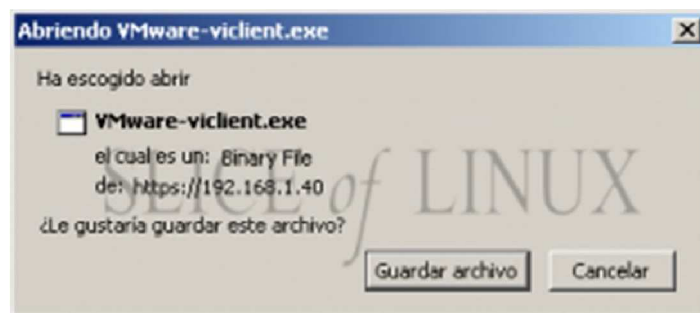 Abriendo VMware-viclient.exe
Ha escogido abrir
VMware-viclient.exe
el cual es un: Binary File
de: https://192.168.1.40
SLICE of LINUX
¿Le gustaría guardar este archivo?
Guardar archivo
Cancelar